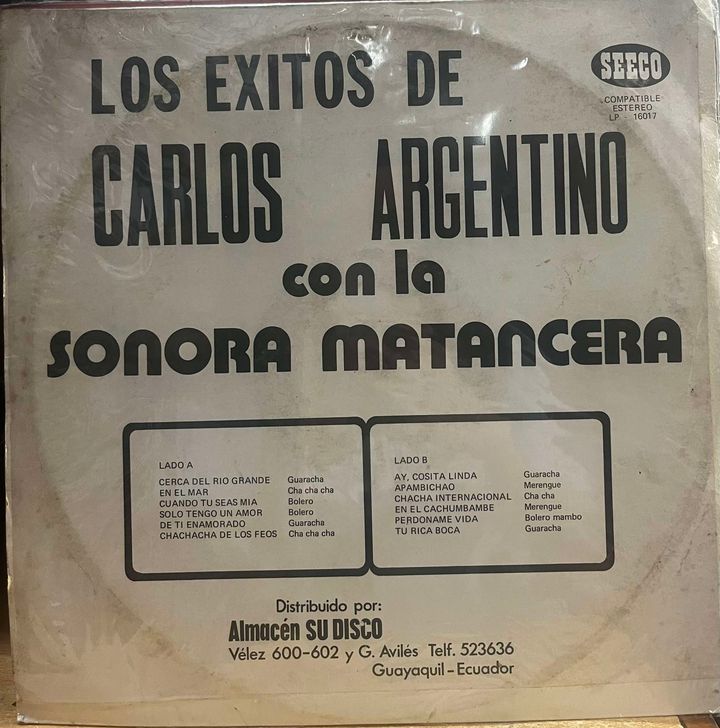 LOS EXITOS DE
SEECO
COMPATIBLE
ESTEREO
LP - 16017
CARLOS ARGENTINO
con la
SONORA MATANCERA
LADO A
CERCA DEL RIO GRANDE Guaracha
EN EL MAR Cha cha cha
CUANDO TU SEAS MIA Bolero
SOLO TENGO UN AMOR Bolero
DE TI ENAMORADO Guaracha
CHACHACHA DE LOS FEOS Cha cha cha
LADO B
AY, COSITA LINDA Guaracha
APAMBICHAO Merengue
CHACHA INTERNACIONAL Cha cha
EN EL CACHUMBAMBE Merengue
PERDONAME VIDA Bolero mambo
TU RICA BOCA Guaracha
Distribuido por:
Almacén SU DISCO
Vélez 600-602 y G. Avilés Telf. 523636
Guayaquil-Ecuador